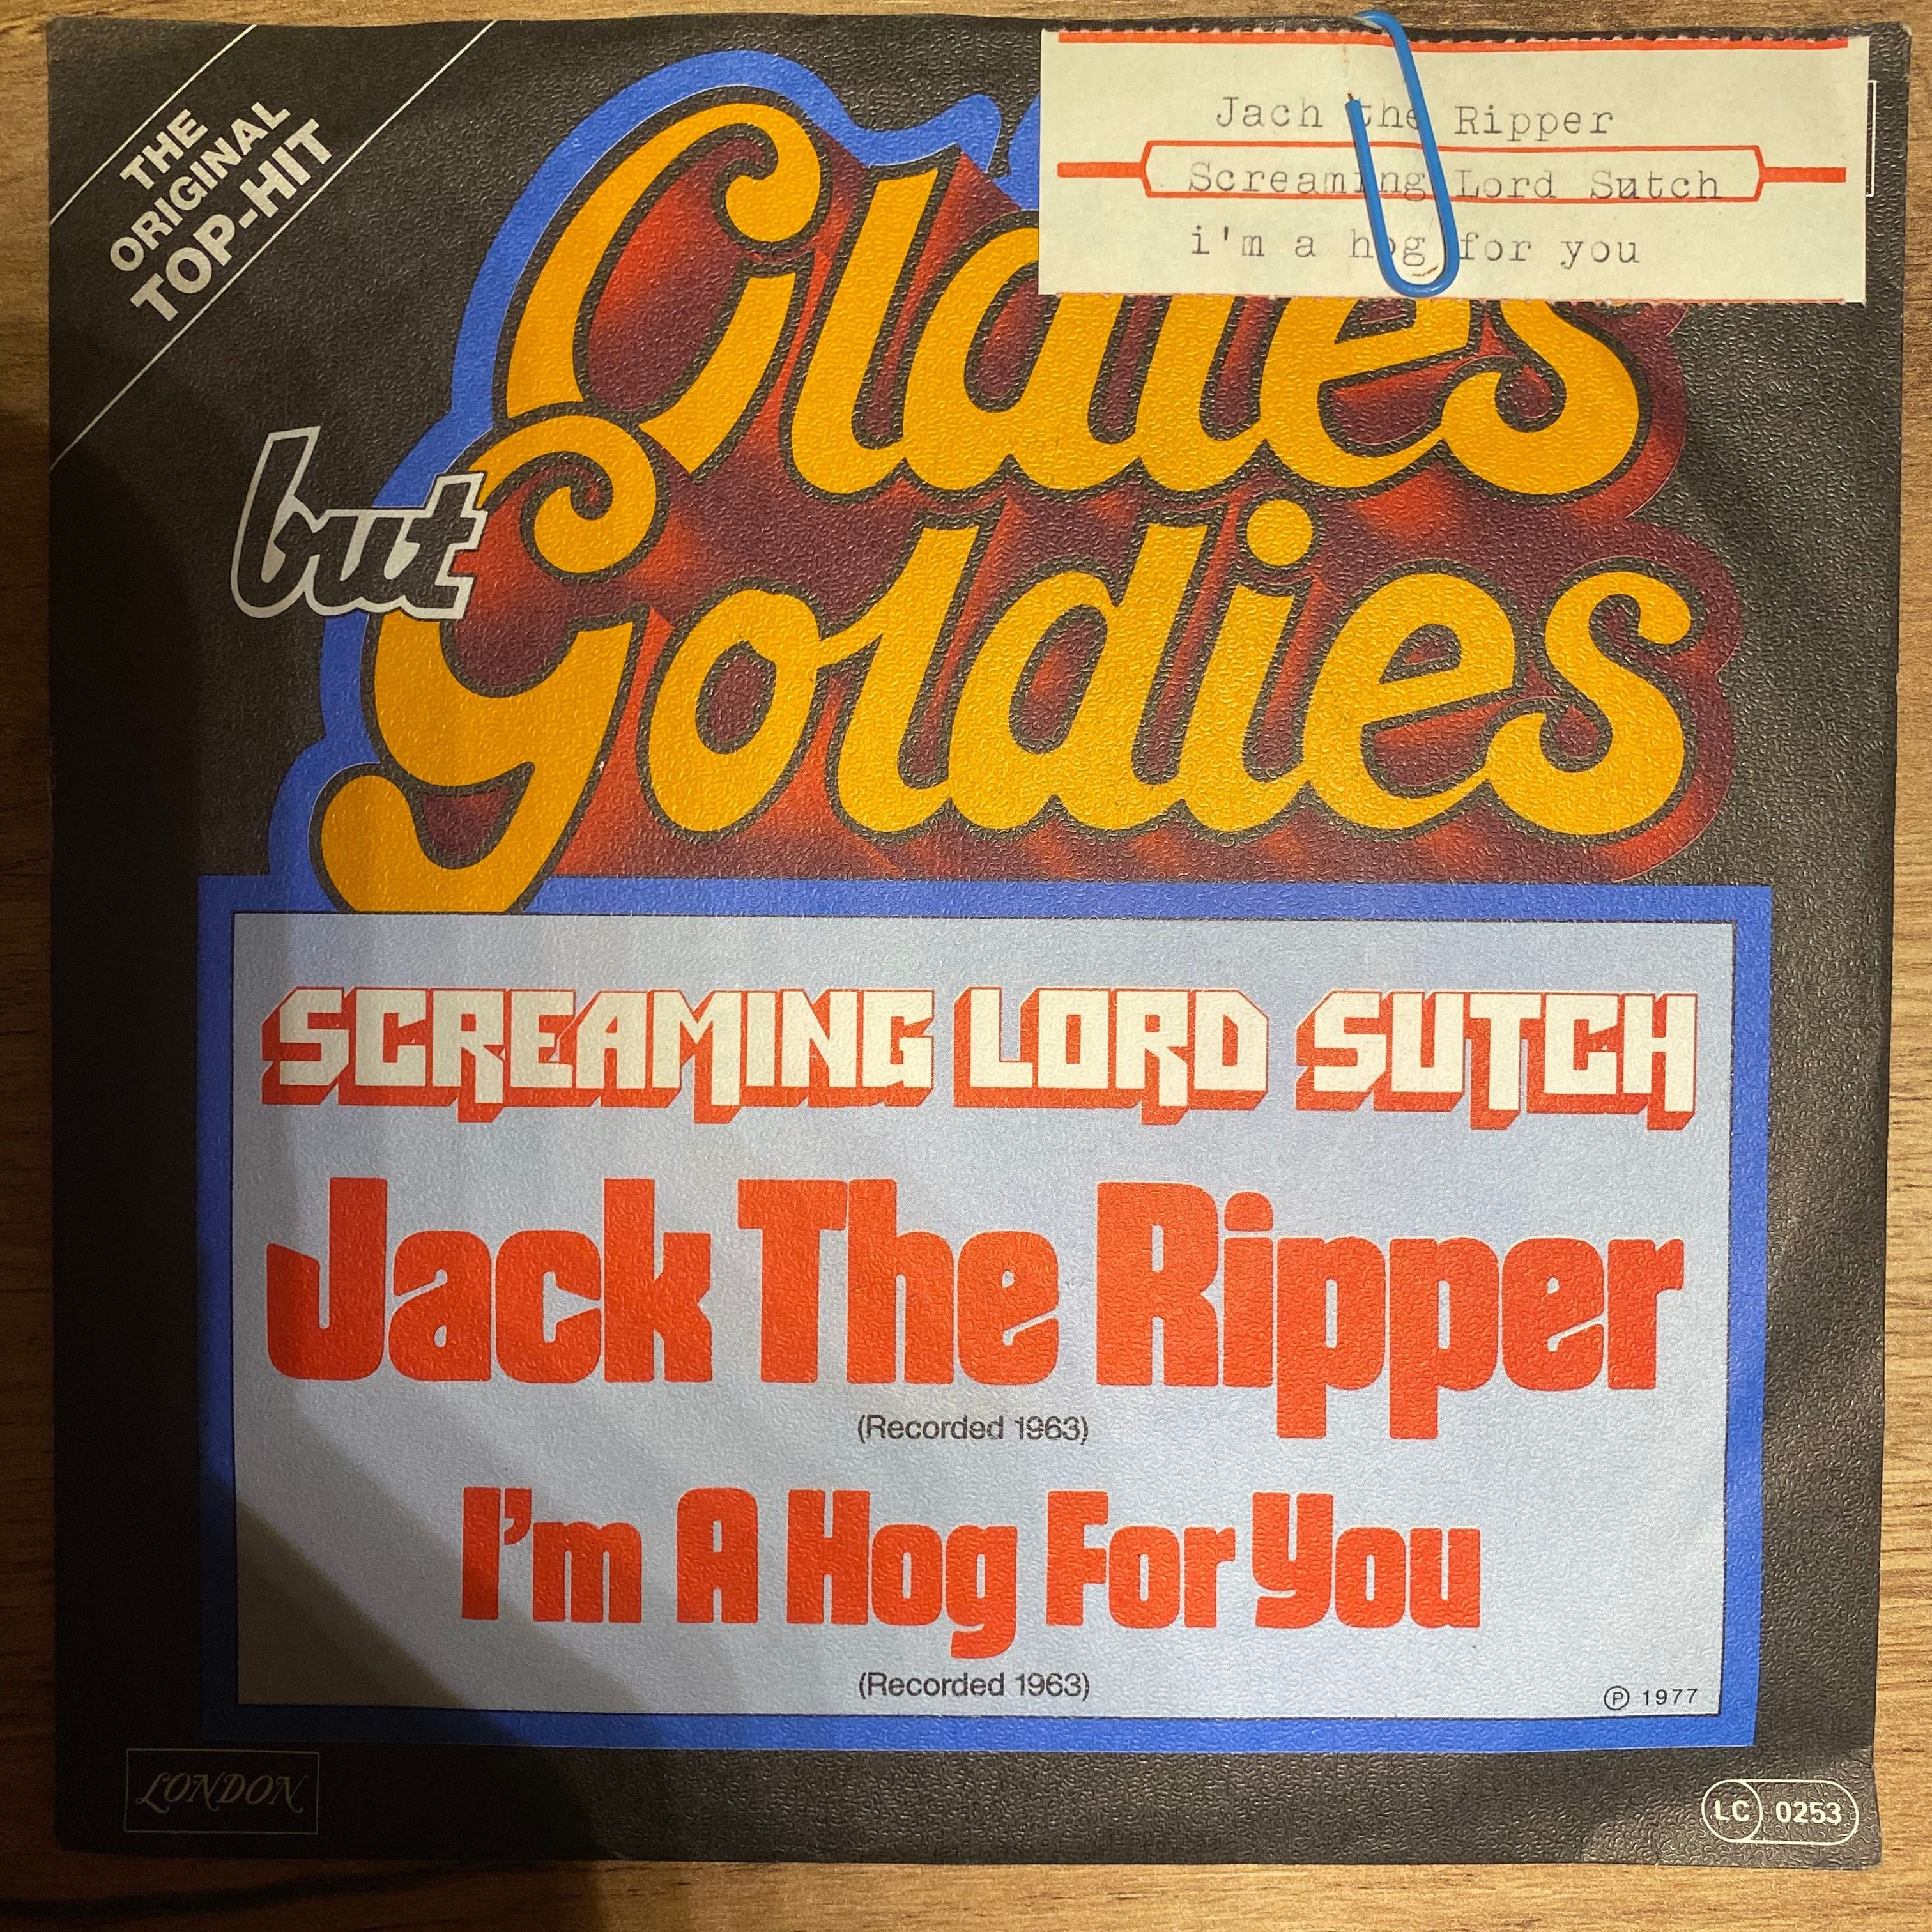 THE
ORIGINAL
TOP-HIT
Jach the Ripper
Screaming Lord Sutch
i'm a hog for you
Oldies
but
Goldies
SCREAMING LORD SUTCH
Jack The Ripper
(Recorded 1963)
I'm A Hog For You
(Recorded 1963)
Ⓟ 1977
LONDON
LC 0253